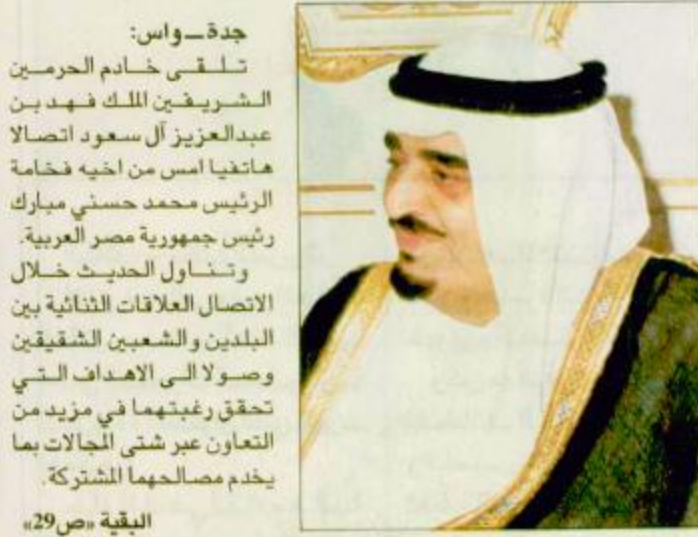 جدة ــ واس:
تلقى خادم الحرمين
الشريفين الملك فهد بن
عبدالعزيز آل سعود اتصالا
هاتفيا امس من اخيه فخامة
الرئيس محمد حسني مبارك
رئيس جمهورية مصر العربية.
وتناول الحديث خلال
الاتصال العلاقات الثنائية بين
البلدين والشعبين الشقيقين
وصولا الى الاهداف التي
تحقق رغبتهما في مزيد من
التعاون عبر شتى المجالات بما
يخدم مصالحهما المشتركة.
البقية «ص29»